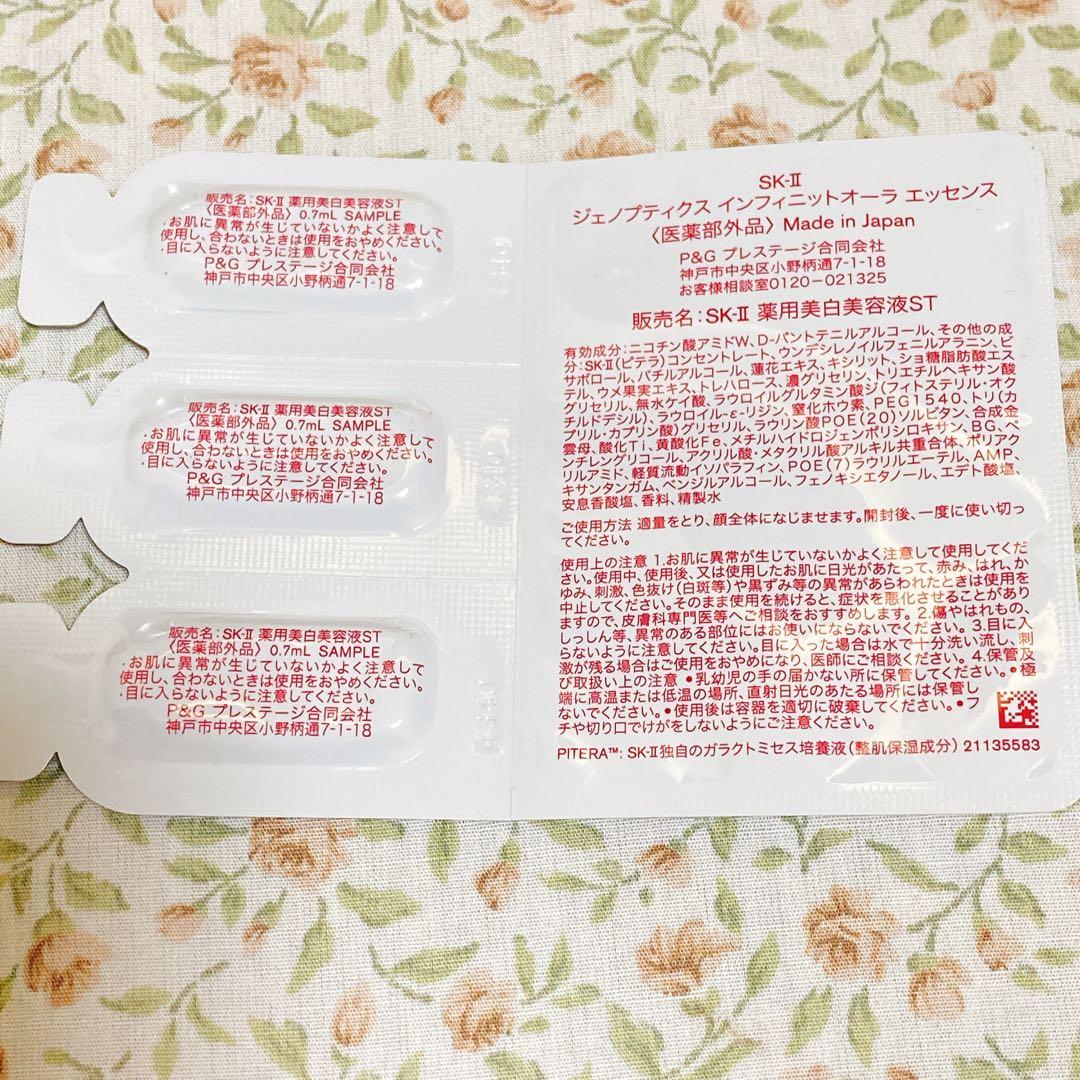 販売名:SK-II 薬用美白美容液ST
〈医薬部外品〉0.7mL SAMPLE
・お肌に異常が生じていないかよく注意して
使用し、合わないときは使用をおやめください。
・目に入らないように注意してください。
P&G プレステージ合同会社
神戸市中央区小野柄通7-1-18
販売名:SK-II 薬用美白美容液ST
〈医薬部外品〉0.7mL SAMPLE
・お肌に異常が生じていないかよく注意して
使用し、合わないときは使用をおやめください。
・目に入らないように注意してください。
P&G プレステージ合同会社
神戸市中央区小野柄通7-1-18
販売名:SK-II 薬用美白美容液ST
〈医薬部外品〉0.7mL SAMPLE
・お肌に異常が生じていないかよく注意して
使用し、合わないときは使用をおやめください。
・目に入らないように注意してください。
P&G プレステージ合同会社
神戸市中央区小野柄通7-1-18
SK-II
ジェノプティクス インフィニットオーラ エッセンス
〈医薬部外品〉Made in Japan
P&G プレステージ合同会社
神戸市中央区小野柄通7-1-18
お客様相談室0120-021325
販売名:SK-II 薬用美白美容液ST
有効成分:ニコチン酸アミドW、D-パントテニルアルコール、その他の成
分:SK-II(ピテラ)コンセントレート、ウンデシレノイルフェニルアラニン、ビ
サボロール、バチルアルコール、蓮花エキス、キシリット、ショ糖脂肪酸エス
テル、ウメ果実エキス、トレハロース、濃グリセリン、トリエチルヘキサン酸
グリセリル、無水ケイ酸、ラウロイルグルタミン酸ジ(フィトステリル・オク
チルドデシル)、ラウロイル-ε-リジン、窒化ホウ素、PEG1540、トリ(カ
プリル・カプリン酸)グリセリル、ラウリン酸POE(20)ソルビタン、合成金
雲母、酸化Ti、黄酸化Fe、メチルハイドロジェンポリシロキサン、BG、ペ
ンチレングリコール、アクリル酸・メタクリル酸アルキル共重合体、ポリアク
リルアミド、軽質流動イソパラフィン、POE(7)ラウリルエーテル、AMP、
キサンタンガム、ベンジルアルコール、フェノキシエタノール、エデト酸塩、
安息香酸塩、香料、精製水
ご使用方法 適量をとり、顔全体になじませます。開封後、一度に使い切っ
てください。
使用上の注意 1.お肌に異常が生じていないかよく注意して使用してくだ
さい。使用中、使用後、又は使用したお肌に日光があたって、赤み、はれ、か
ゆみ、刺激、色抜け(白斑等)や黒ずみ等の異常があらわれたときは使用を
中止してください。そのまま使用を続けると、症状を悪化させることがあり
ますので、皮膚科専門医等へご相談をおすすめします。2.傷やはれもの、
しっしん等、異常のある部位にはお使いにならないでください。3.目に入
らないように注意してください。目に入った場合は水で十分洗い流し、刺
激が残る場合はご使用をおやめになり、医師にご相談ください。4.保管及
び取扱い上の注意 ●乳幼児の手の届かない所に保管してください。●極
端に高温または低温の場所、直射日光のあたる場所には保管し
ないでください。●使用後は容器を適切に破棄してください。●フ
チや切り口でけがをしないようにご注意ください。
PITERA™: SK-II独自のガラクトミセス培養液(整肌保湿成分) 21135583